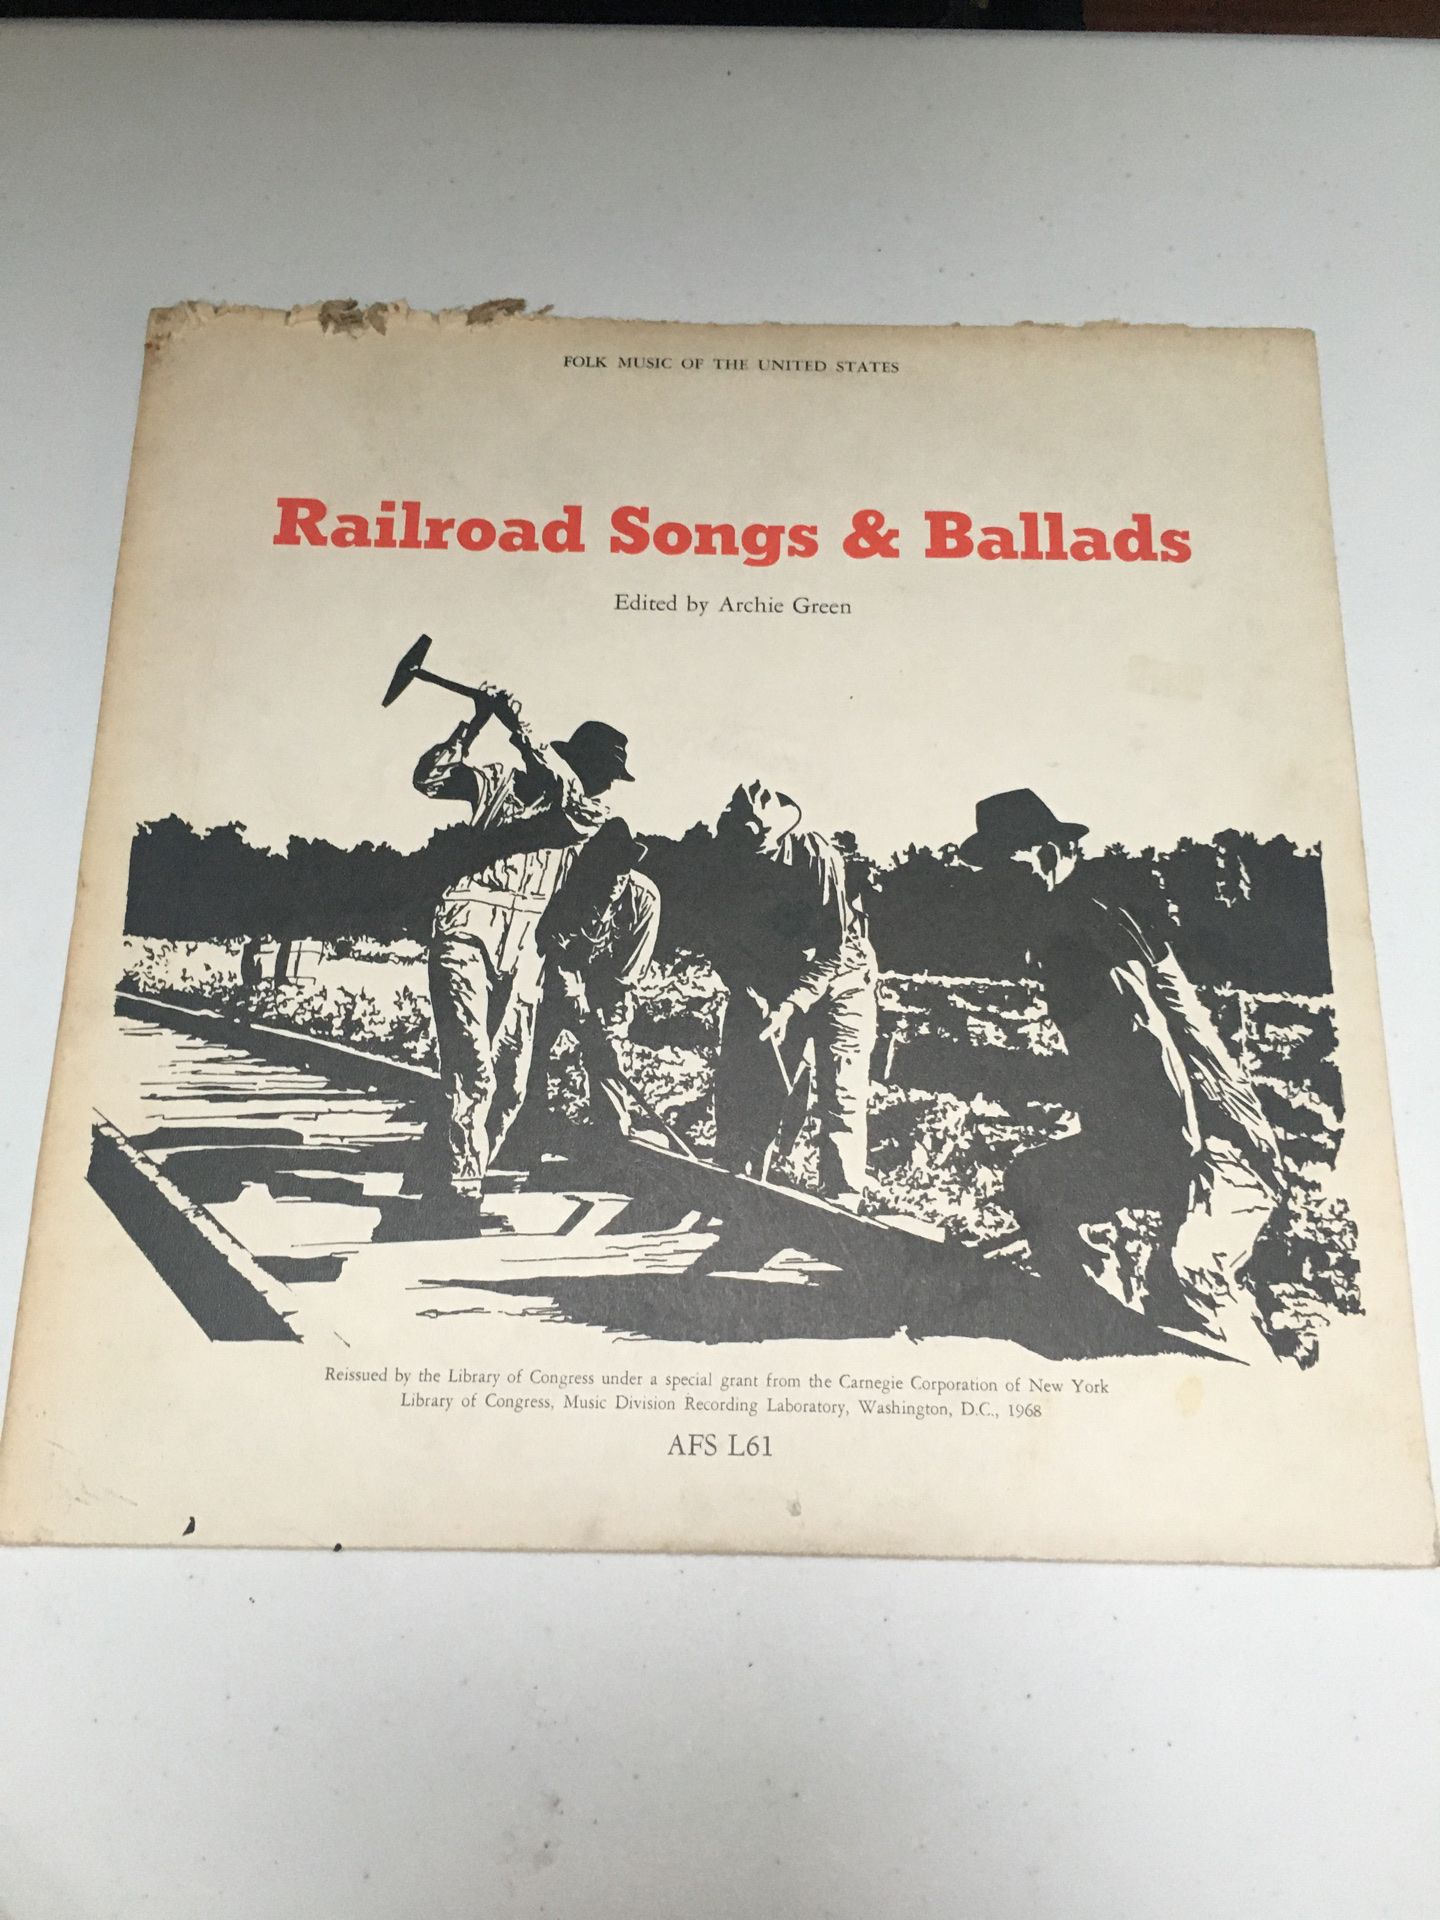 FOLK MUSIC OF THE UNITED STATES
Railroad Songs & Ballads
Edited by Archie Green
Reissued by the Library of Congress under a special grant from the Carnegie Corporation of New York
Library of Congress, Music Division Recording Laboratory, Washington, D.C., 1968
AFS L61